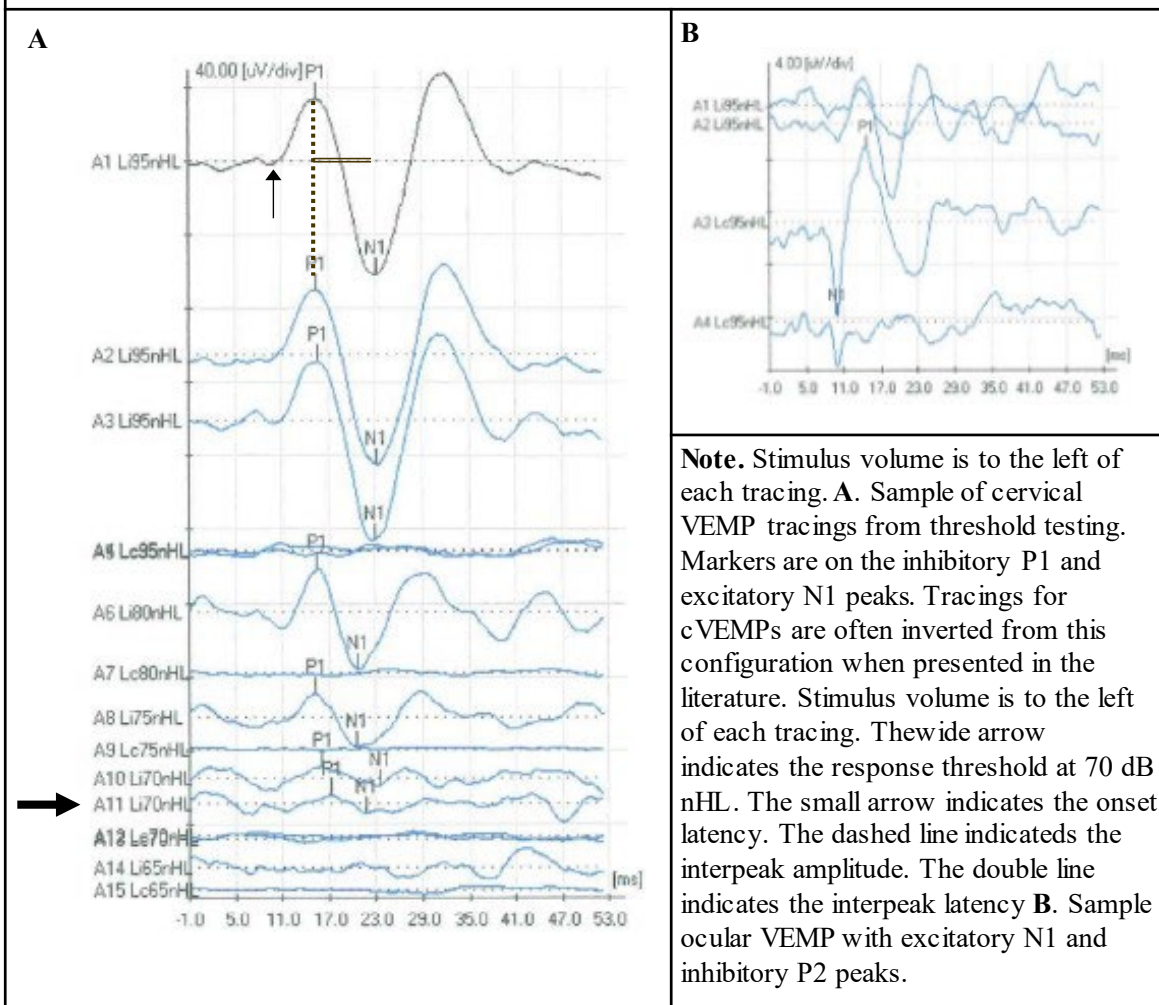 A
40.00 [uV/div] P1
A1 Li95nHL
N1
P1
A2 Li95nHL
P1
A3 Li95nHL
N1
N1
P1
Lc95nHL
A6 Li80nHL
N1
A7 Lc80nHL
P1
A8 Li75nHL
N1
A9 Lc75nHL
P1
N1
A10 Li70nHL
P1
N1
A11 Li70nHL
A14 Li65nHL
[ms]
A15 Lc65nHL
-1.0 5.0 11.0 17.0 23.0 29.0 35.0 41.0 47.0 53.0
B
4.00 [uV/div]
A1 Li95nHL
A2 Li95nHL
P1
A3 Lc95nHL
N1
A4 Lc95nHL
[ms]
-1.0 5.0 11.0 17.0 23.0 29.0 35.0 41.0 47.0 53.0
Note. Stimulus volume is to the left of
each tracing. A. Sample of cervical
VEMP tracings from threshold testing.
Markers are on the inhibitory P1 and
excitatory N1 peaks. Tracings for
cVEMPs are often inverted from this
configuration when presented in the
literature. Stimulus volume is to the left
of each tracing. Thewide arrow
indicates the response threshold at 70 dB
nHL. The small arrow indicates the onset
latency. The dashed line indicateds the
interpeak amplitude. The double line
indicates the interpeak latency B. Sample
ocular VEMP with excitatory N1 and
inhibitory P2 peaks.